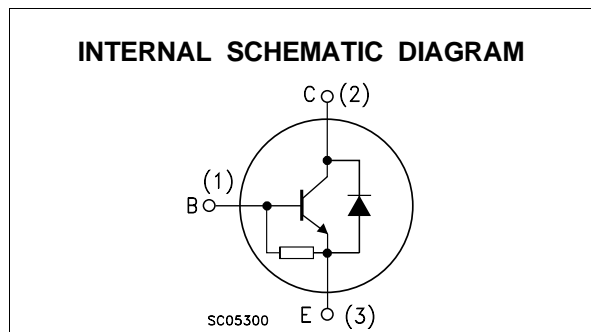 INTERNAL SCHEMATIC DIAGRAM
C (2)
(1)
B
SC05300 E (3)